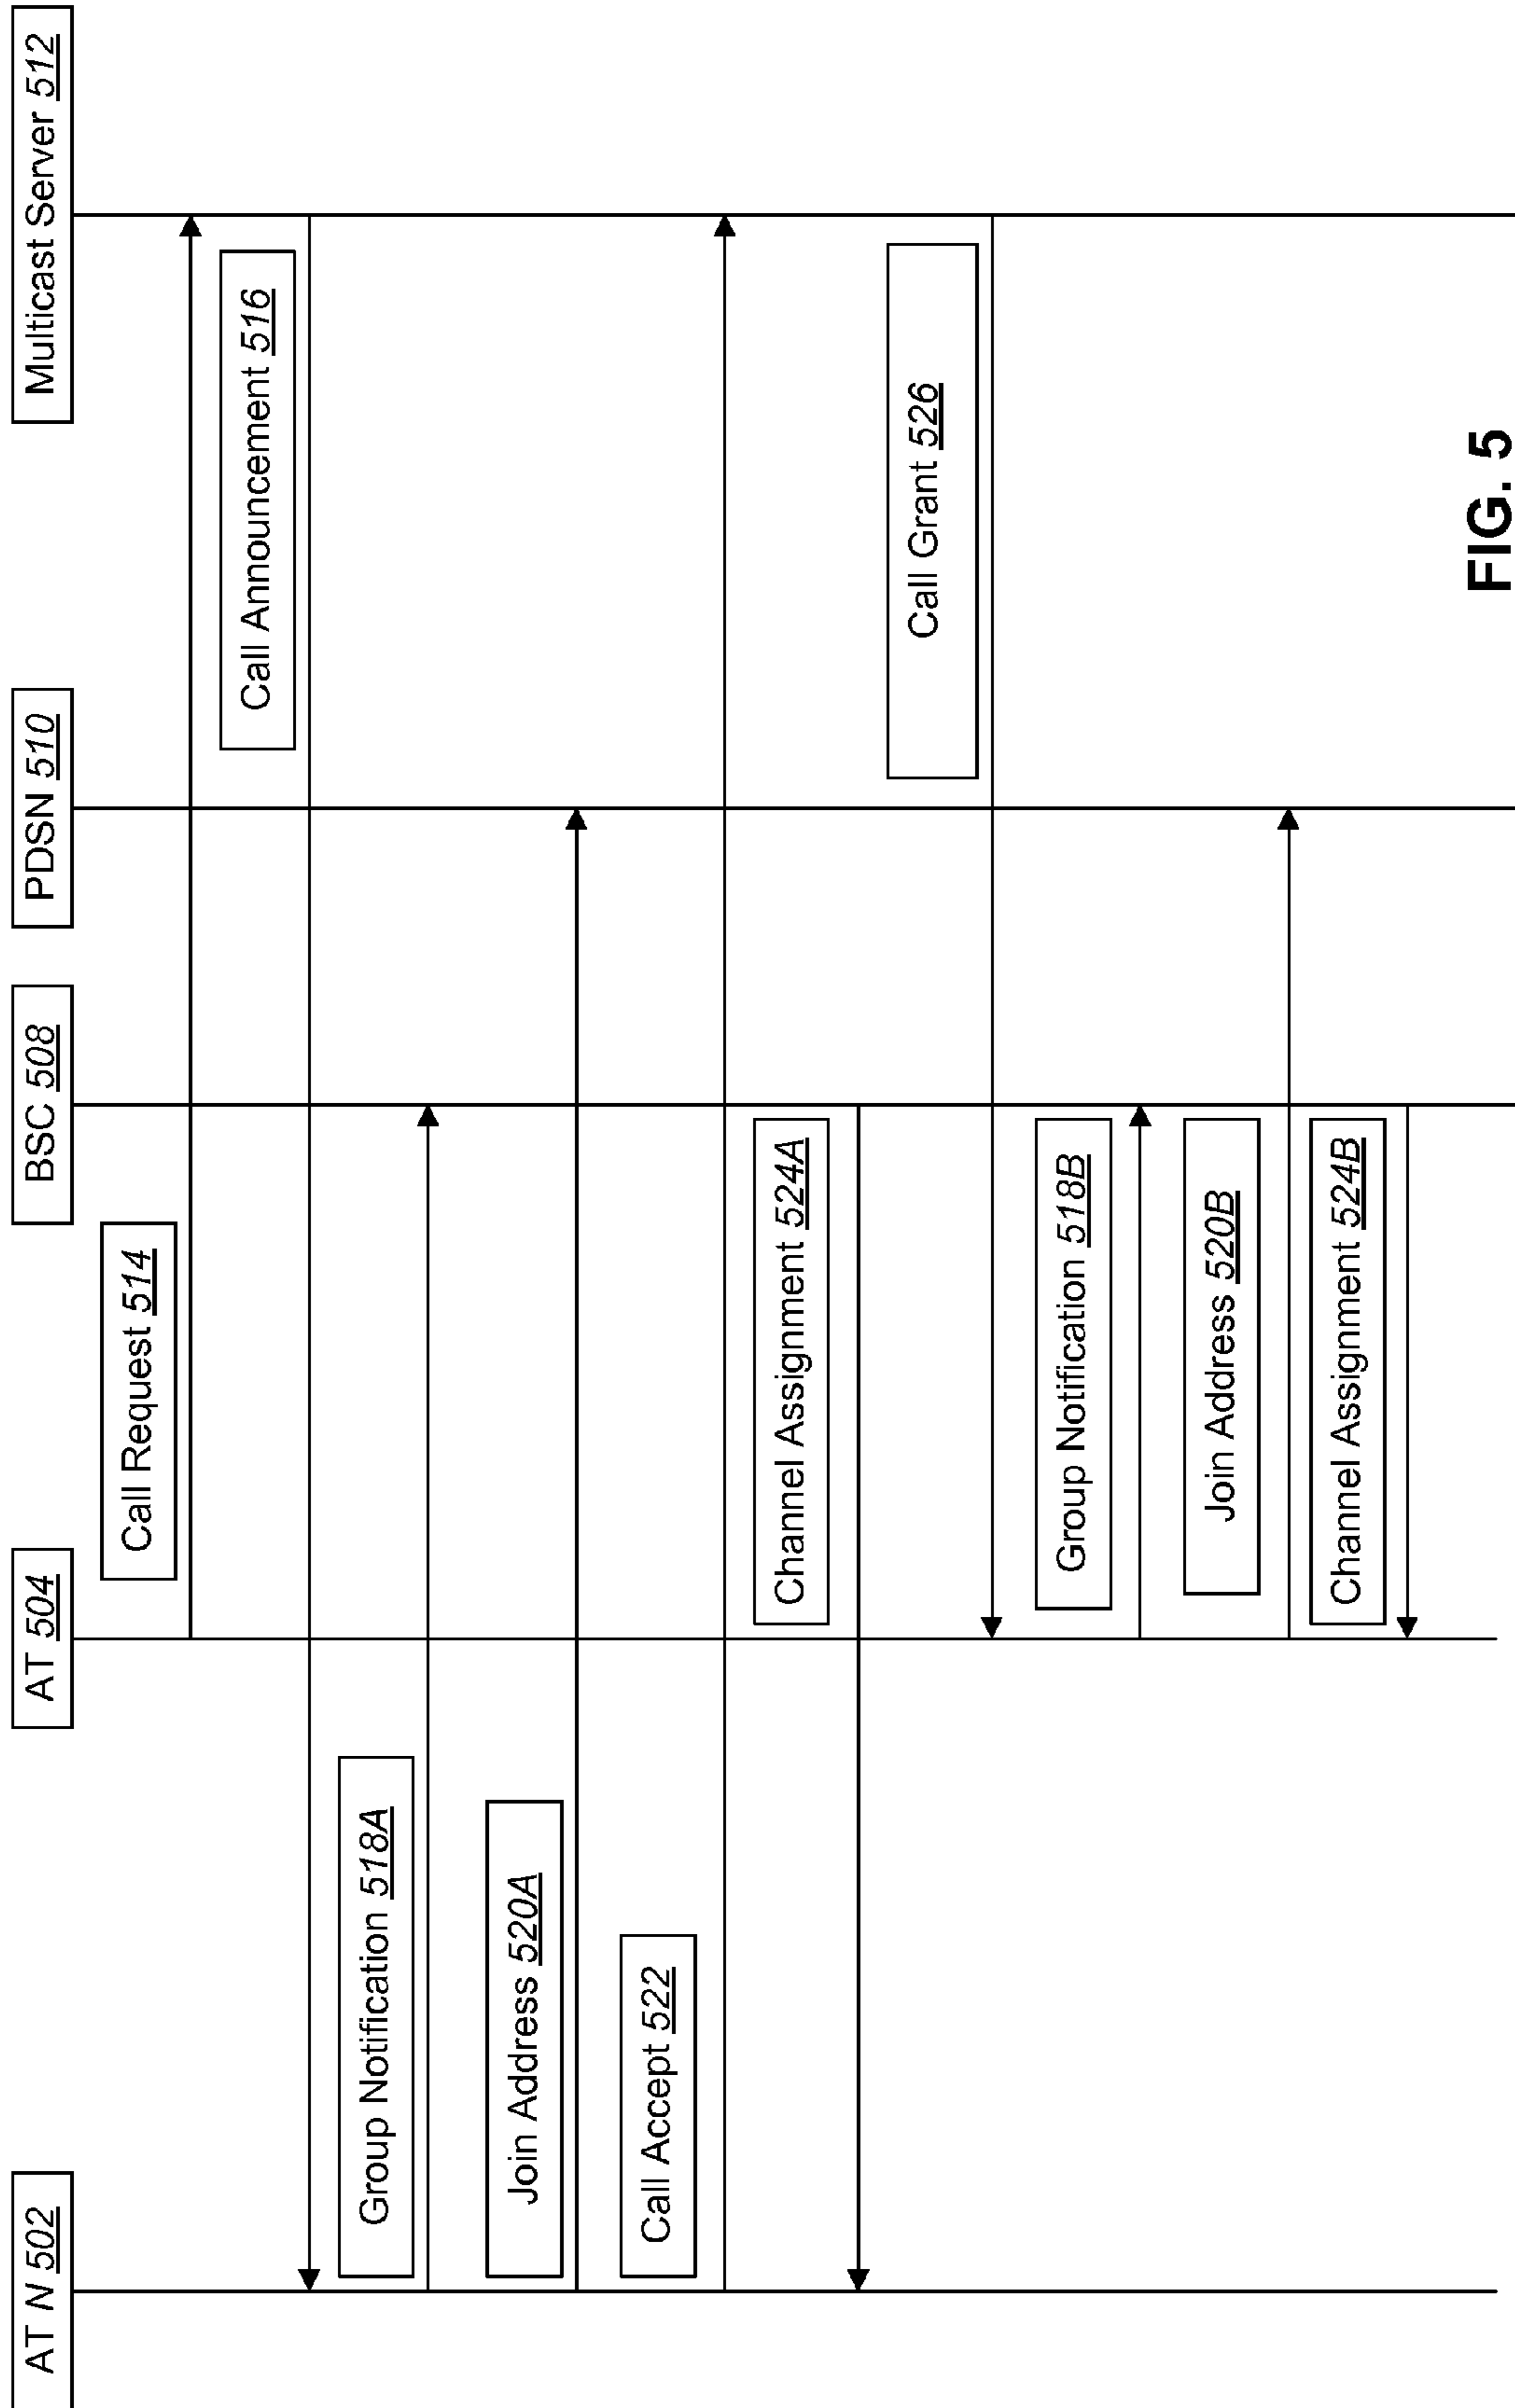 AT N 502
AT 504
BSC 508
PDSN 510
Multicast Server 512
Call Request 514
Call Announcement 516
Group Notification 518A
Join Address 520A
Call Accept 522
Channel Assignment 524A
Call Grant 526
Group Notification 518B
Join Address 520B
Channel Assignment 524B
FIG. 5